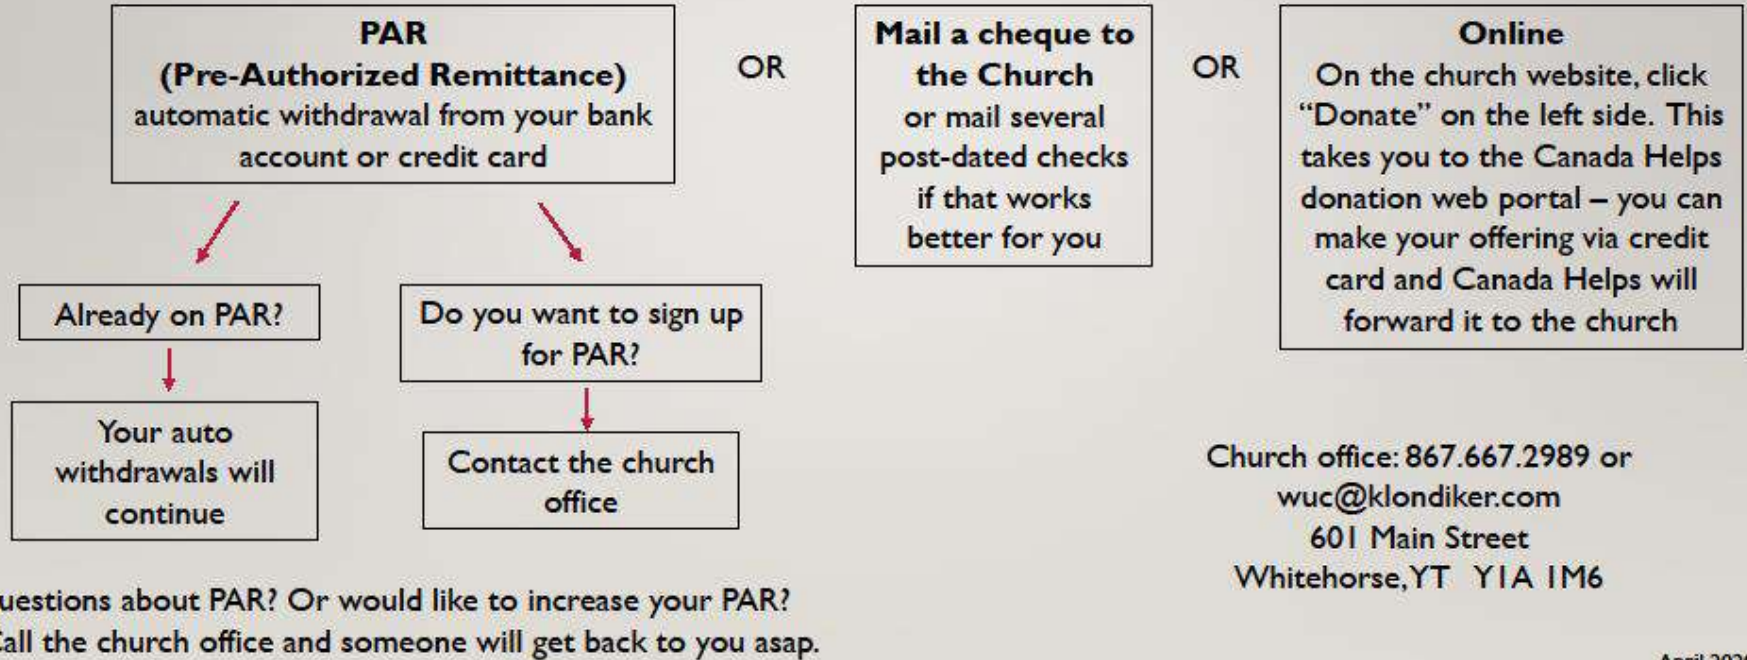 PAR
(Pre-Authorized Remittance)
automatic withdrawal from your bank
account or credit card
OR
Mail a cheque to
the Church
or mail several
post-dated checks
if that works
better for you
OR
Online
On the church website, click
“Donate” on the left side. This
takes you to the Canada Helps
donation web portal – you can
make your offering via credit
card and Canada Helps will
forward it to the church
Already on PAR?
Do you want to sign up
for PAR?
Your auto
withdrawals will
continue
Contact the church
office
Church office: 867.667.2989 or
wuc@klondiker.com
601 Main Street
Whitehorse, YT Y1A 1M6
uestions about PAR? Or would like to increase your PAR?
all the church office and someone will get back to you asap.
April